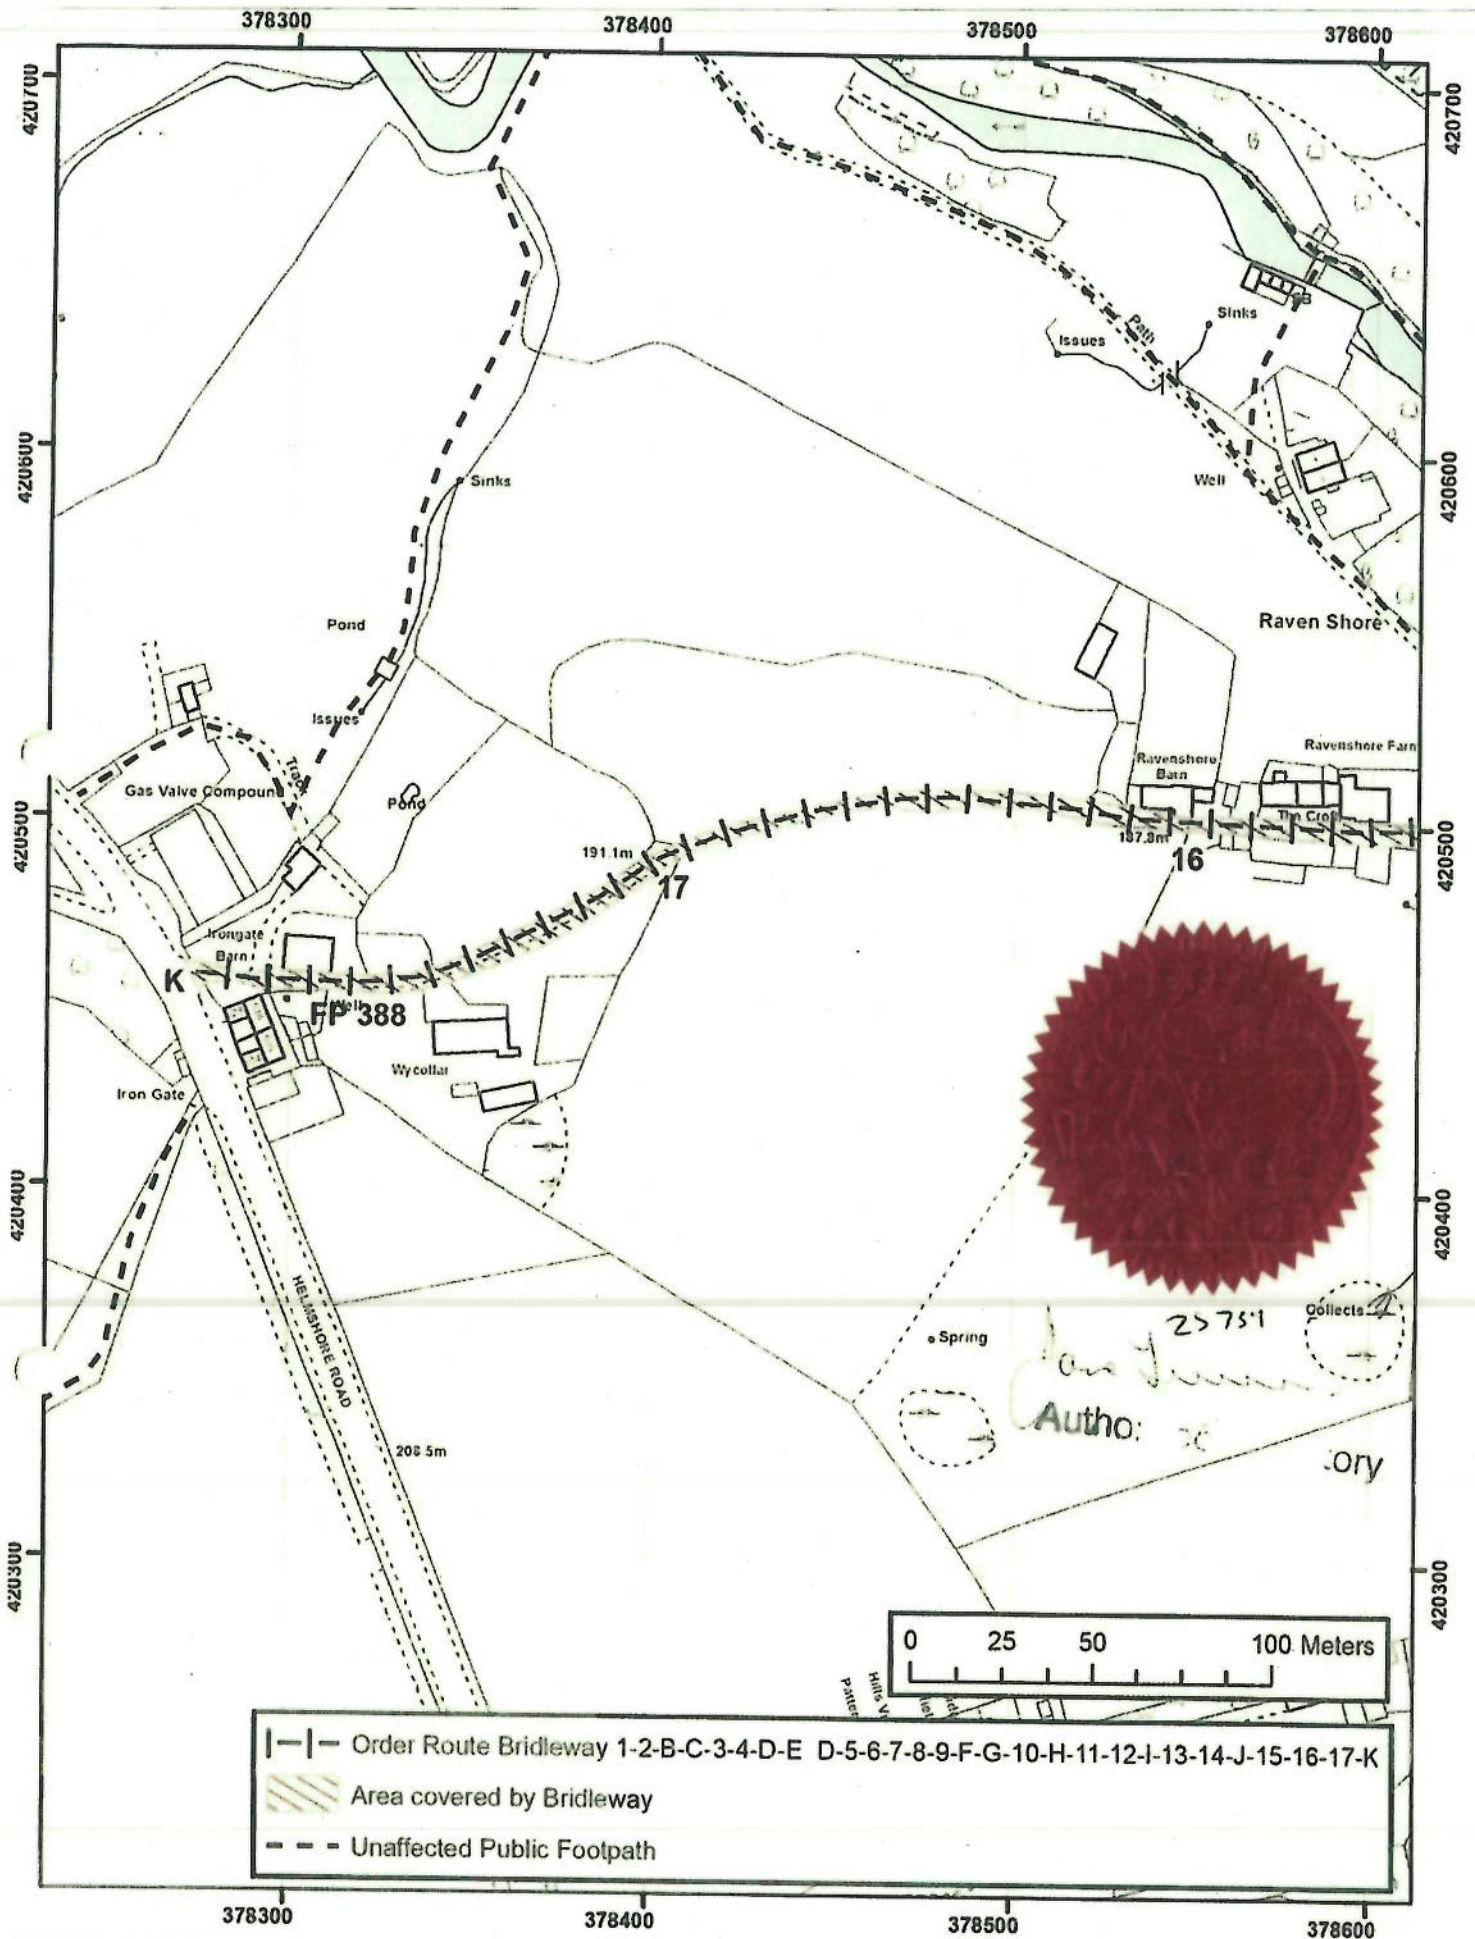 378300 378400 378500 378600
420700 420700
Sinks
Path
Issues
420600 420600
Sinks
Well
Pond
Raven Shore
Issues
Track
Ravenshore Farm
Ravenshore
Barn
Gas Valve Compound
Pond
420500 420500
The Croft
187.8m
191.1m
16
17
Irongate
Barn
K
Well
FP 388
Wycollar
Iron Gate
420400 420400
HELMSHORE ROAD
Collects
Spring
208.5m
Autho:
ory
420300 420300
0 25 50 100 Meters
Hills V
Order Route Bridleway 1-2-B-C-3-4-D-E D-5-6-7-8-9-F-G-10-H-11-12-I-13-14-J-15-16-17-K
Area covered by Bridleway
Unaffected Public Footpath
378300 378400 378500 378600